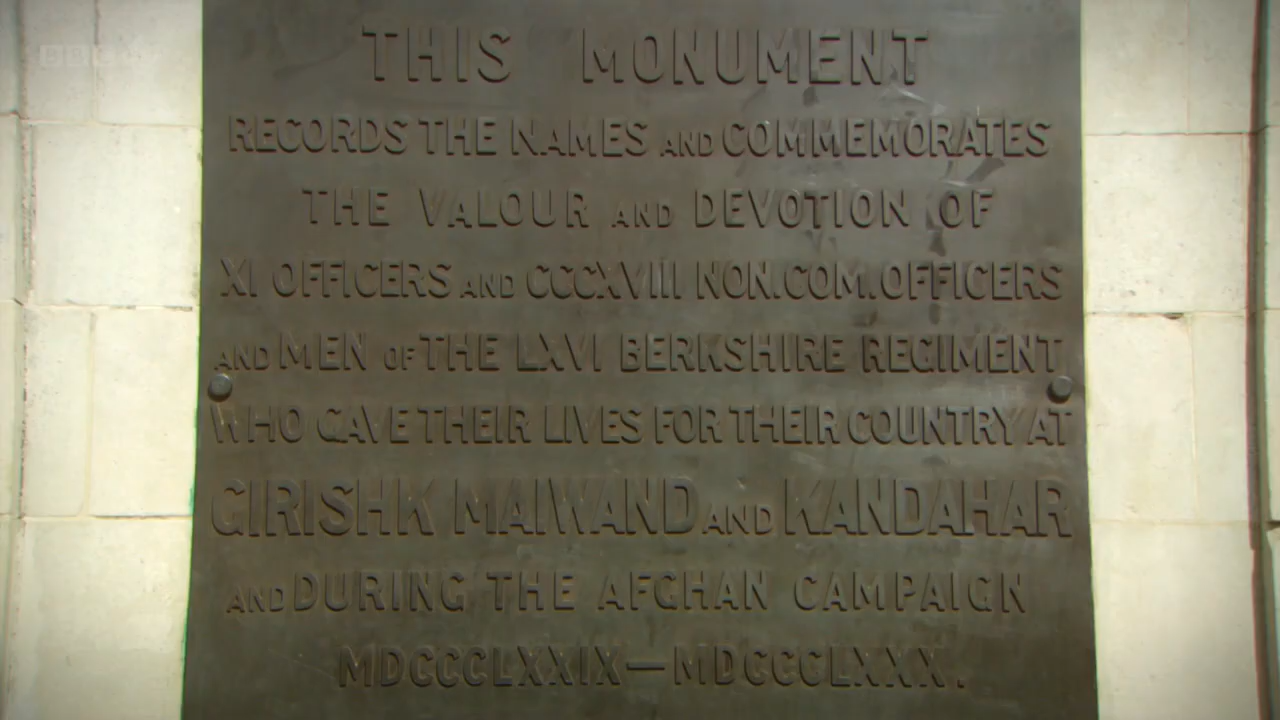 BBC
THIS MONUMENT
RECORDS THE NAMES AND COMMEMORATES
THE VALOUR AND DEVOTION OF
XI OFFICERS AND CCCXVIII NON.COM.OFFICERS
AND MEN OF THE LXVI BERKSHIRE REGIMENT
WHO GAVE THEIR LIVES FOR THEIR COUNTRY AT
GIRISHK MAIWAND AND KANDAHAR
AND DURING THE AFGHAN CAMPAIGN
MDCCCLXXIX—MDCCCLXXX.